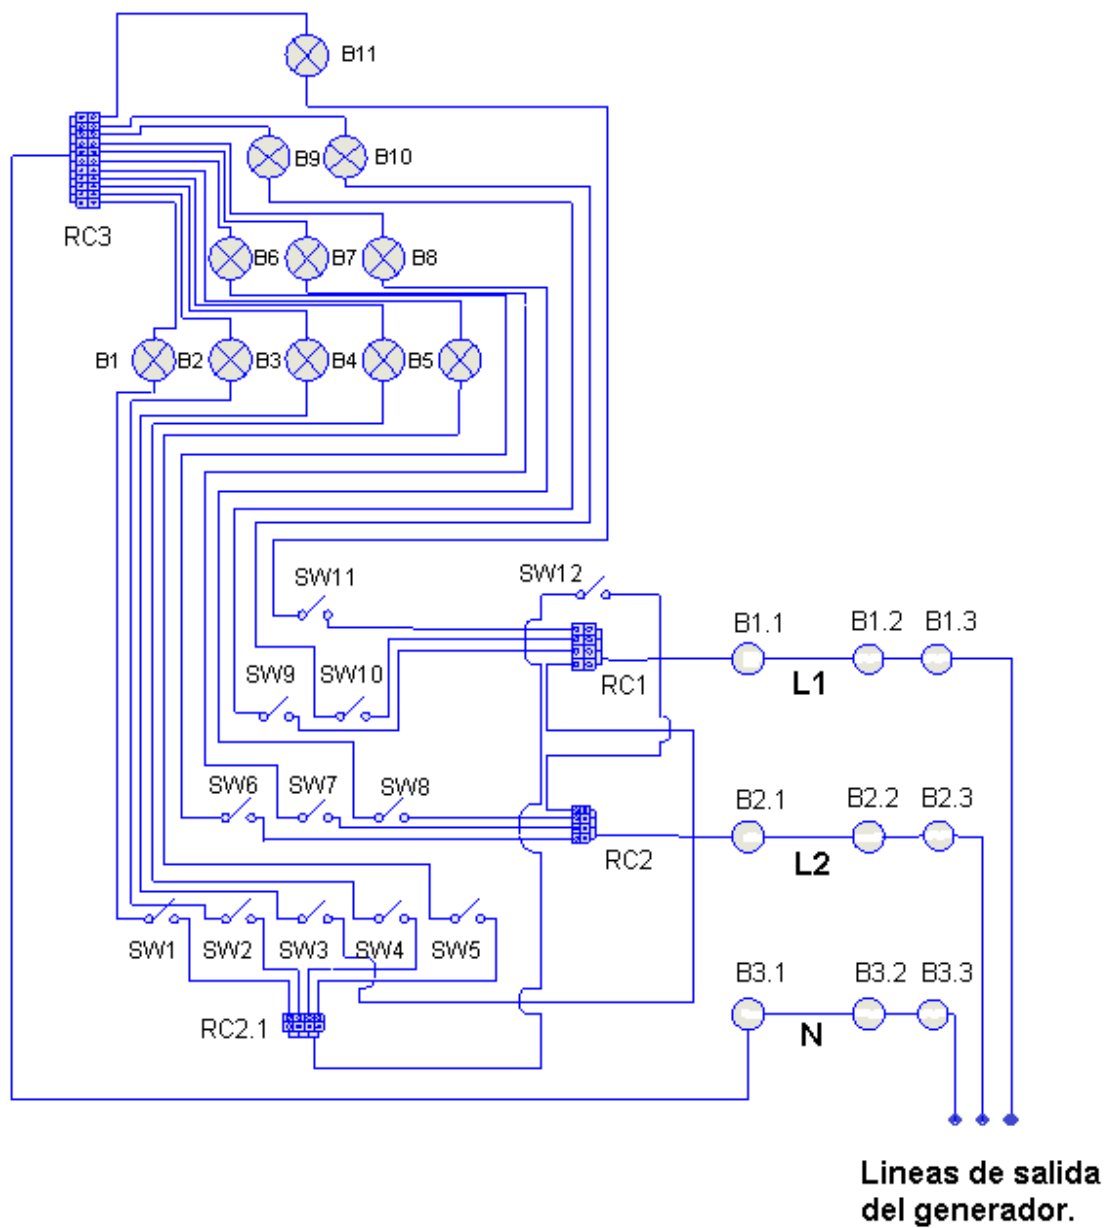 B11
B9 B10
RC3
B6 B7 B8
B1 B2 B3 B4 B5
SW11 SW12
B1.1 B1.2 B1.3
SW9 SW10 RC1 L1
SW6 SW7 SW8 B2.1 B2.2 B2.3
RC2 L2
SW1 SW2 SW3 SW4 SW5
B3.1 B3.2 B3.3
RC2.1 N
Lineas de salida
del generador.